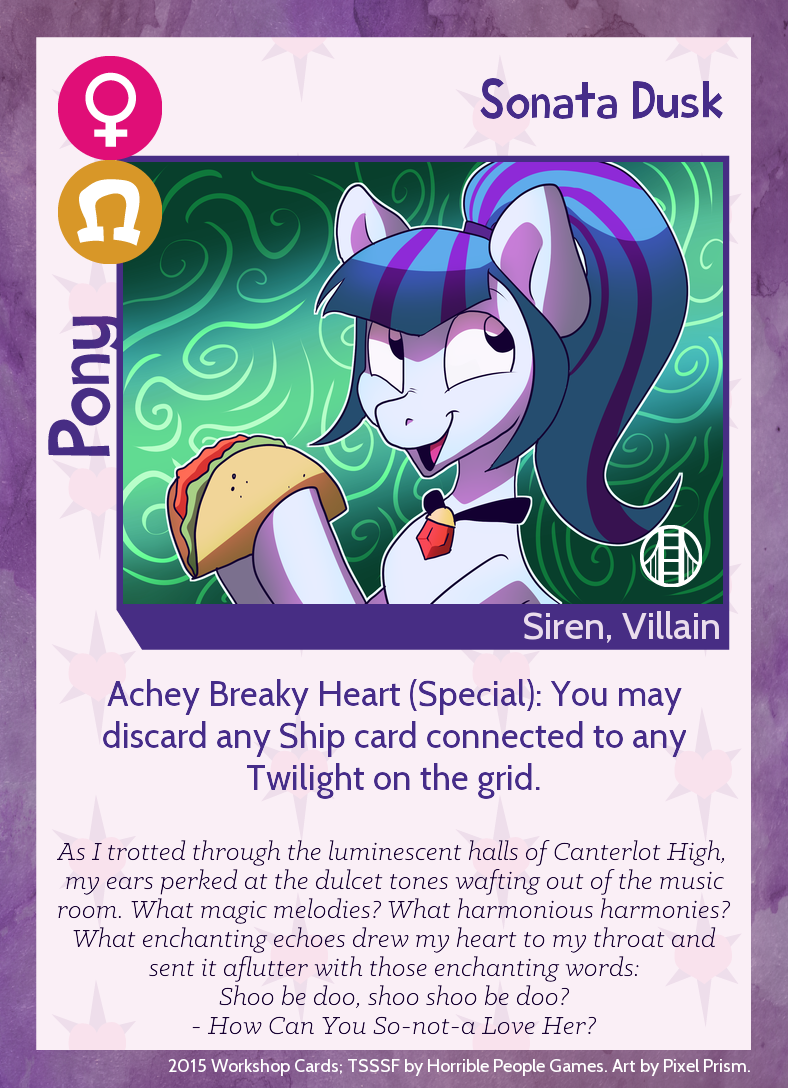 Sonata Dusk
Pony
Siren, Villain
Achey Breaky Heart (Special): You may
discard any Ship card connected to any
Twilight on the grid.
As I trotted through the luminescent halls of Canterlot High,
my ears perked at the dulcet tones wafting out of the music
room. What magic melodies? What harmonious harmonies?
What enchanting echoes drew my heart to my throat and
sent it aflutter with those enchanting words:
Shoo be doo, shoo shoo be doo?
- How Can You So-not-a Love Her?
2015 Workshop Cards; TSSSF by Horrible People Games. Art by Pixel Prism.